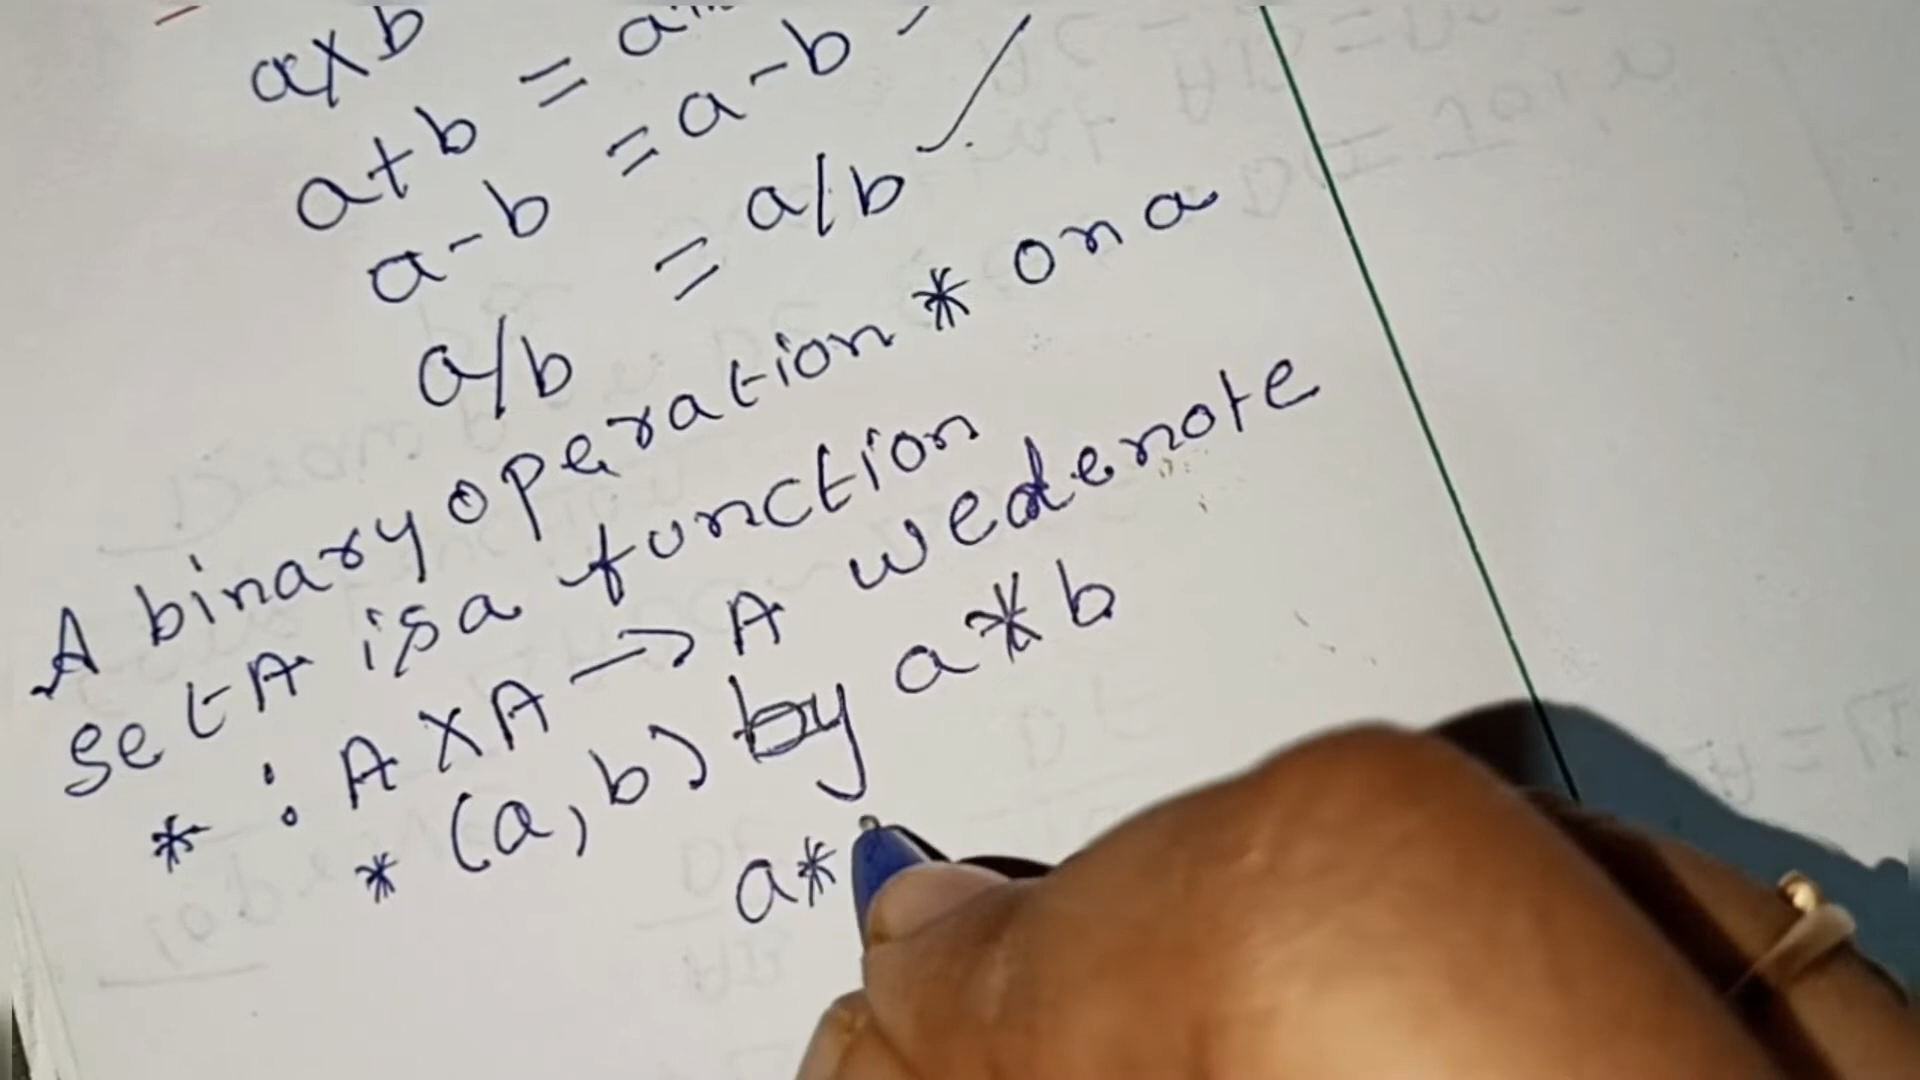 a×b
a+b =
a-b = a-b
a/b = a/b
A binary operation * on a
set A is a function
* : A×A → A we denote
* (a,b) by a*b
a*